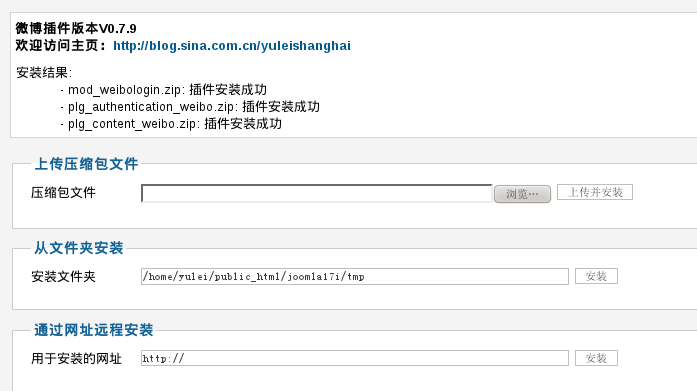 微博插件版本V0.7.9
欢迎访问主页：http://blog.sina.com.cn/yuleishanghai
安装结果:
- mod_weibologin.zip: 插件安装成功
- plg_authentication_weibo.zip: 插件安装成功
- plg_content_weibo.zip: 插件安装成功
上传压缩包文件
压缩包文件 浏览… 上传并安装
从文件夹安装
安装文件夹 /home/yulei/public_html/joomla17i/tmp 安装
通过网址远程安装
用于安装的网址 http:// 安装